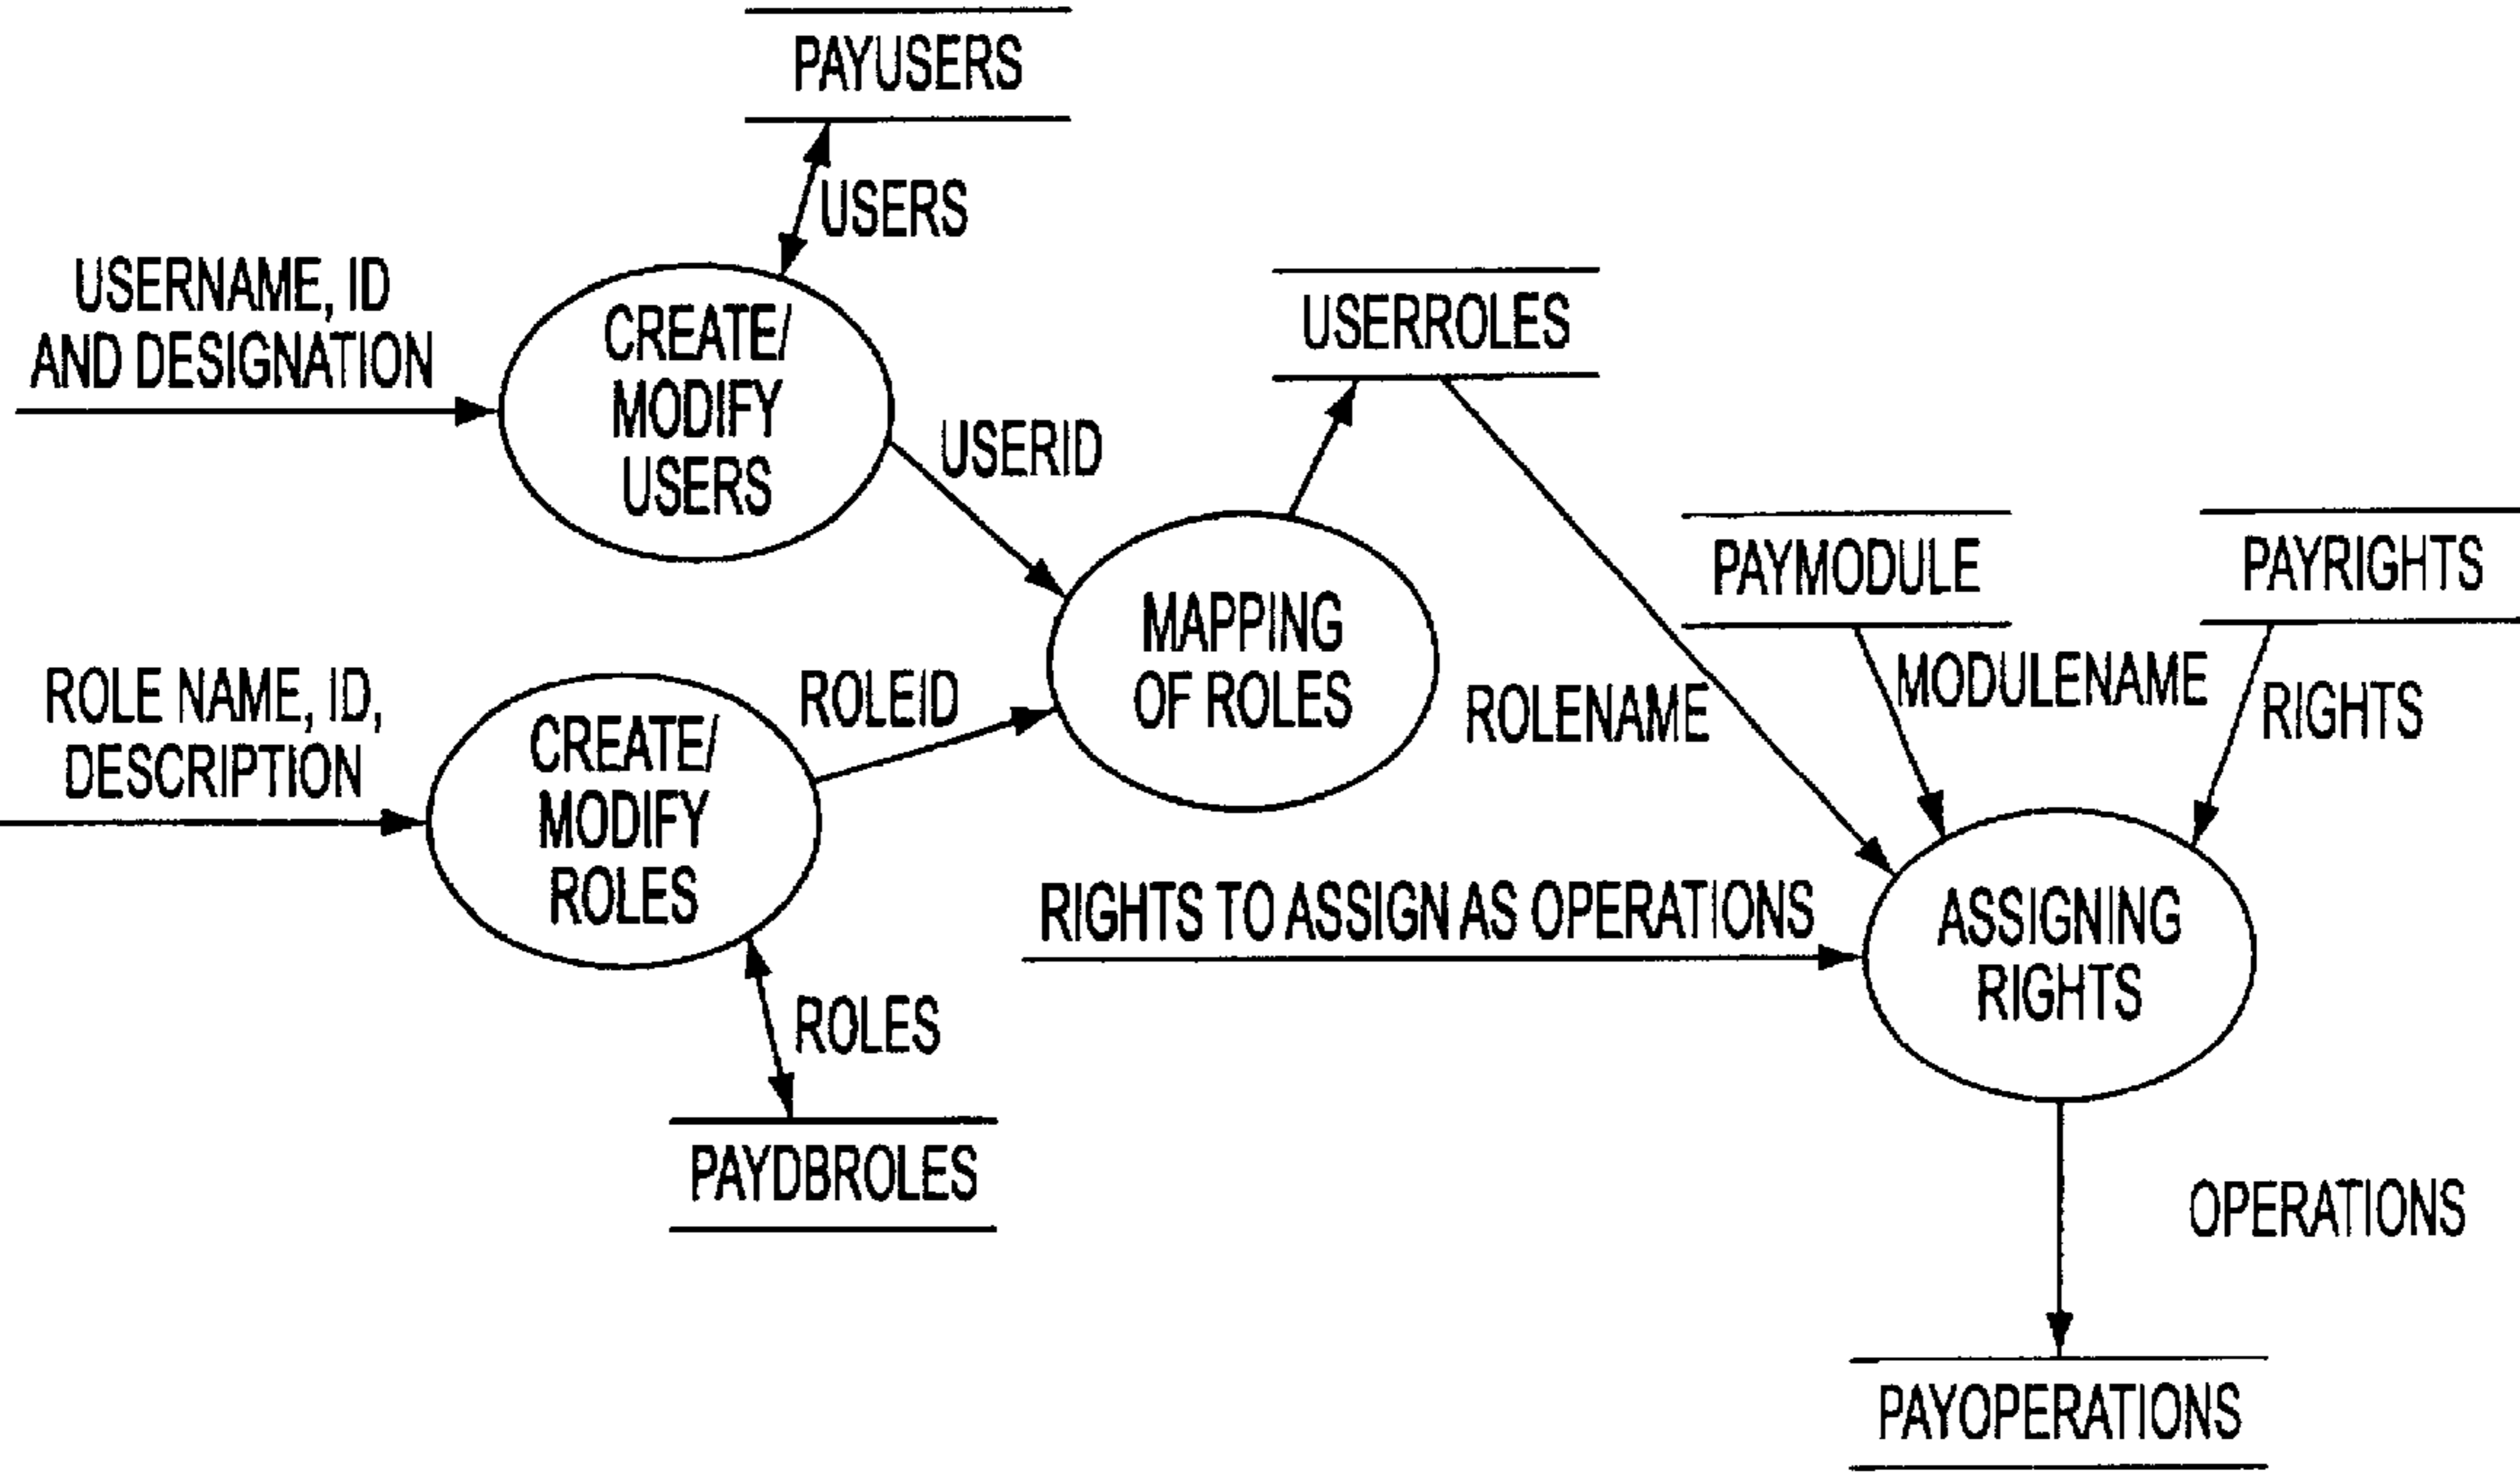 PAYUSERS
USERS
USERNAME, ID
AND DESIGNATION
CREATE/
MODIFY
USERS
USERID
USERROLES
PAYMODULE
PAYRIGHTS
MAPPING
OF ROLES
ROLE NAME, ID,
DESCRIPTION
CREATE/
MODIFY
ROLES
ROLEID
ROLENAME
MODULENAME
RIGHTS
RIGHTS TO ASSIGN AS OPERATIONS
ASSIGNING
RIGHTS
ROLES
PAYDBROLES
OPERATIONS
PAYOPERATIONS